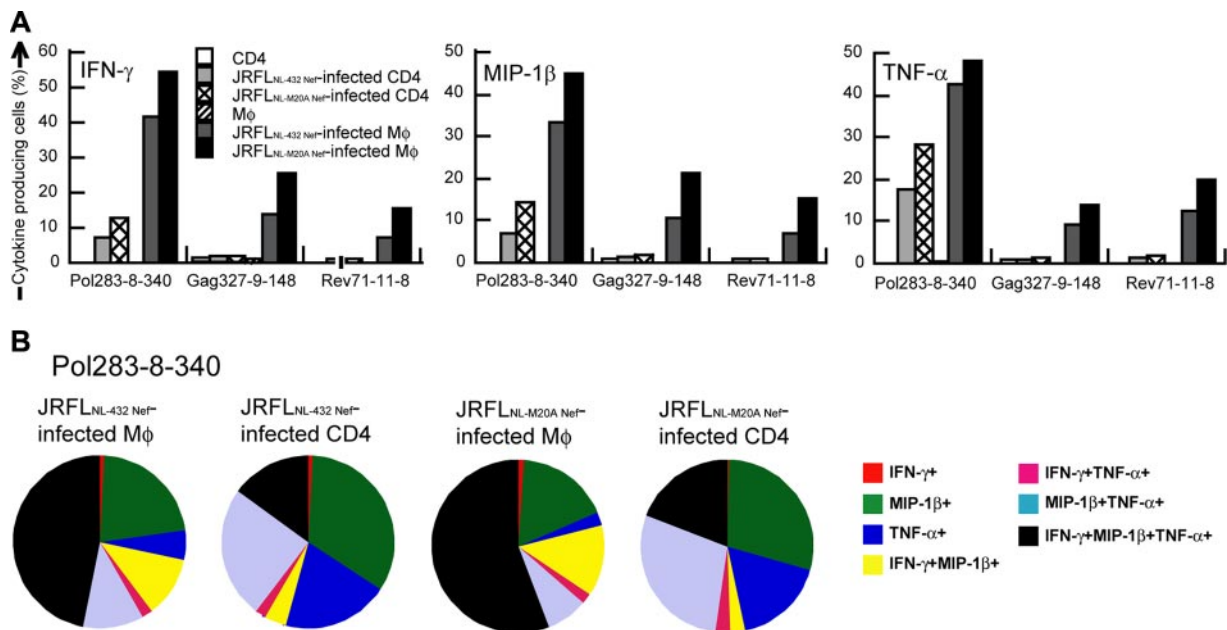 A
Cytokine producing cells (%)
60
50
40
30
20
10
0
IFN-γ
CD4
JRFLNL-432 Nef-infected CD4
JRFLNL-M20A Nef-infected CD4
Mϕ
JRFLNL-432 Nef-infected Mϕ
JRFLNL-M20A Nef-infected Mϕ
Pol283-8-340 Gag327-9-148 Rev71-11-8
50
40
30
20
10
0
MIP-1β
Pol283-8-340 Gag327-9-148 Rev71-11-8
50
40
30
20
10
0
TNF-α
Pol283-8-340 Gag327-9-148 Rev71-11-8
B
Pol283-8-340
JRFLNL-432 Nef-
infected Mϕ
JRFLNL-432 Nef-
infected CD4
JRFLNL-M20A Nef-
infected Mϕ
JRFLNL-M20A Nef-
infected CD4
IFN-γ+
MIP-1β+
TNF-α+
IFN-γ+MIP-1β+
IFN-γ+TNF-α+
MIP-1β+TNF-α+
IFN-γ+MIP-1β+TNF-α+